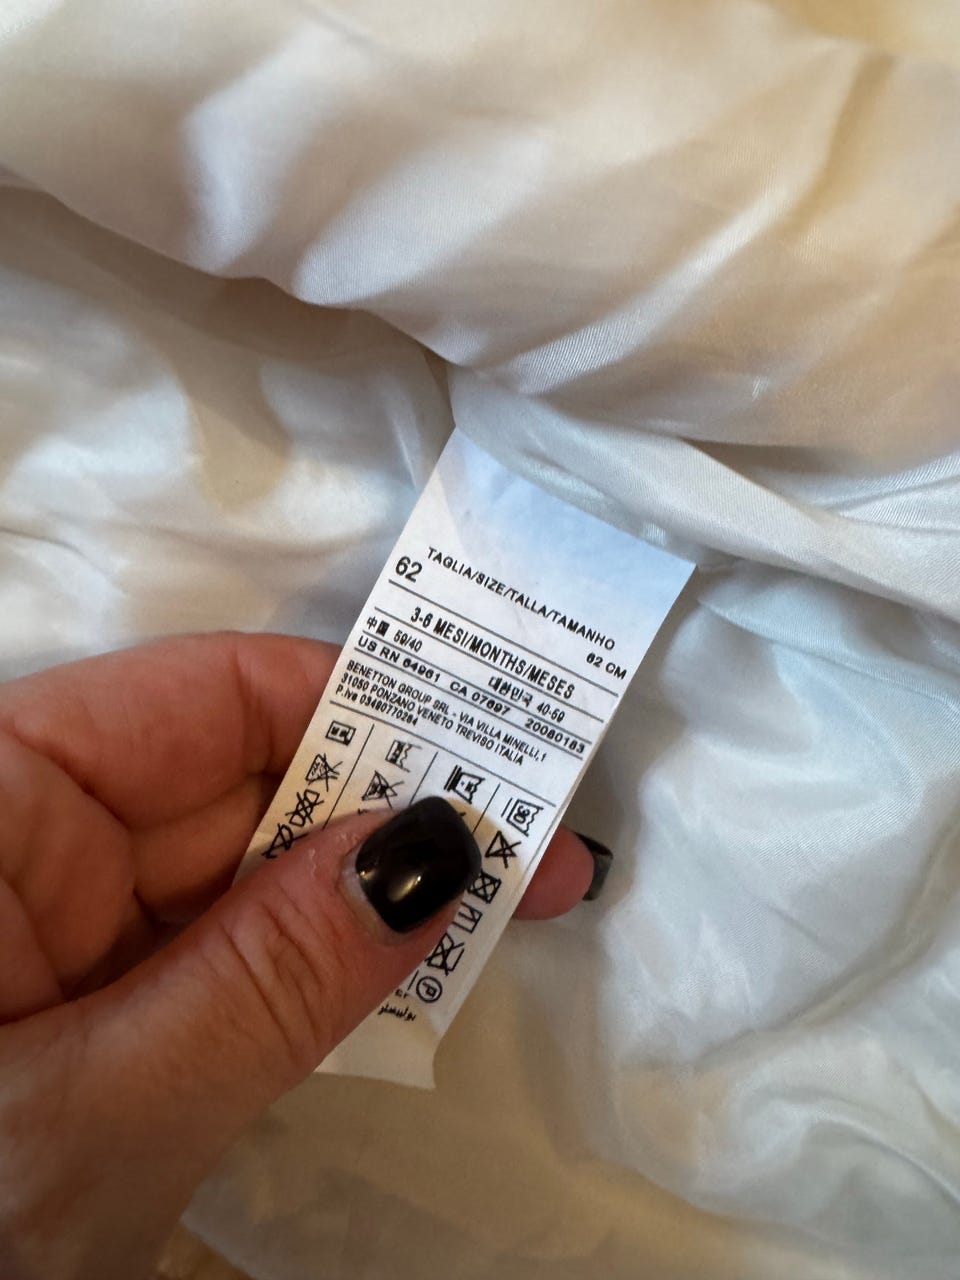 TAGLIA/SIZE/TALLA/TAMANHO
62 62 CM
3-6 MESI/MONTHS/MESES
中国 59/40 대한민국 40-59
US RN 64961 CA 07697 20080183
BENETTON GROUP SRL - VIA VILLA MINELLI,1
31050 PONZANO VENETO TREVISO ITALIA
P.iva 03490770264
بوليستر